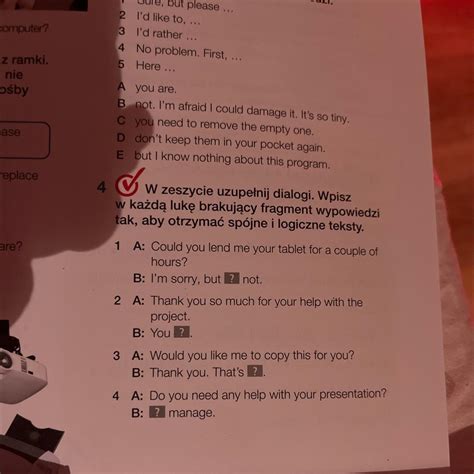 1 Sure, but please ...
2 I'd like to, ...
3 I'd rather ...
4 No problem. First, ...
5 Here ...
A you are.
B not. I'm afraid I could damage it. It's so tiny.
C you need to remove the empty one.
D don't keep them in your pocket again.
E but I know nothing about this program.
computer?
z ramki.
nie
ośby
ase
replace
are?
4 W zeszycie uzupełnij dialogi. Wpisz
w każdą lukę brakujący fragment wypowiedzi
tak, aby otrzymać spójne i logiczne teksty.
1 A: Could you lend me your tablet for a couple of
hours?
B: I'm sorry, but ? not.
2 A: Thank you so much for your help with the
project.
B: You ?.
3 A: Would you like me to copy this for you?
B: Thank you. That's ?.
4 A: Do you need any help with your presentation?
B: ? manage.